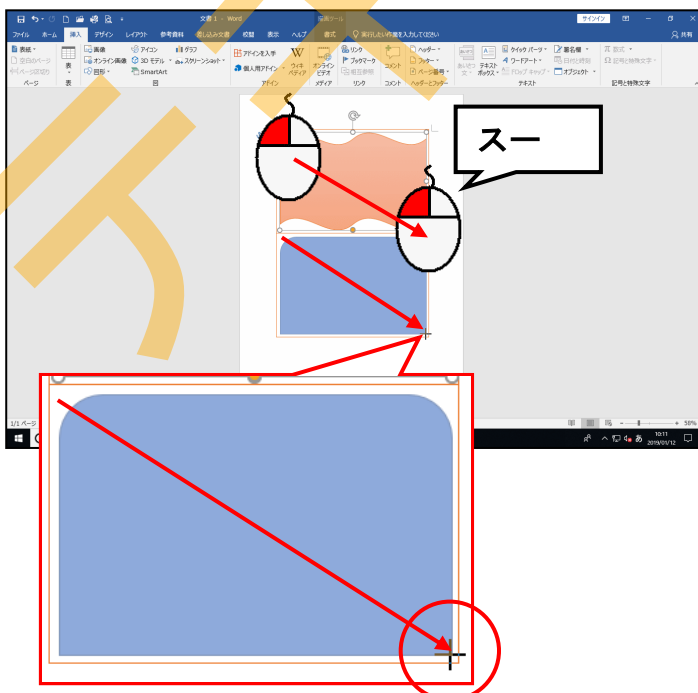 文書 1 - Word
描画ツール
サインイン
ファイル ホーム 挿入 デザイン レイアウト 参考資料 差し込み文書 校閲 表示 ヘルプ 書式 実行したい作業を入力してください
共有
表紙
空白のページ
ページ区切り
ページ
表
表
画像
オンライン画像
図形
アイコン
3D モデル
SmartArt
グラフ
スクリーンショット
図
アドインを入手
個人用アドイン
ウィキペディア
アドイン
オンライン
ビデオ
メディア
リンク
ブックマーク
相互参照
リンク
コメント
コメント
ヘッダー
フッター
ページ番号
ヘッダーとフッター
あいさつ
文
テキスト
ボックス
クイック パーツ
ワードアート
ドロップ キャップ
署名欄
日付と時刻
オブジェクト
テキスト
数式
記号と特殊文字
記号と特殊文字
スー
1/1 ページ
58%
あ
10:11
2019/01/12